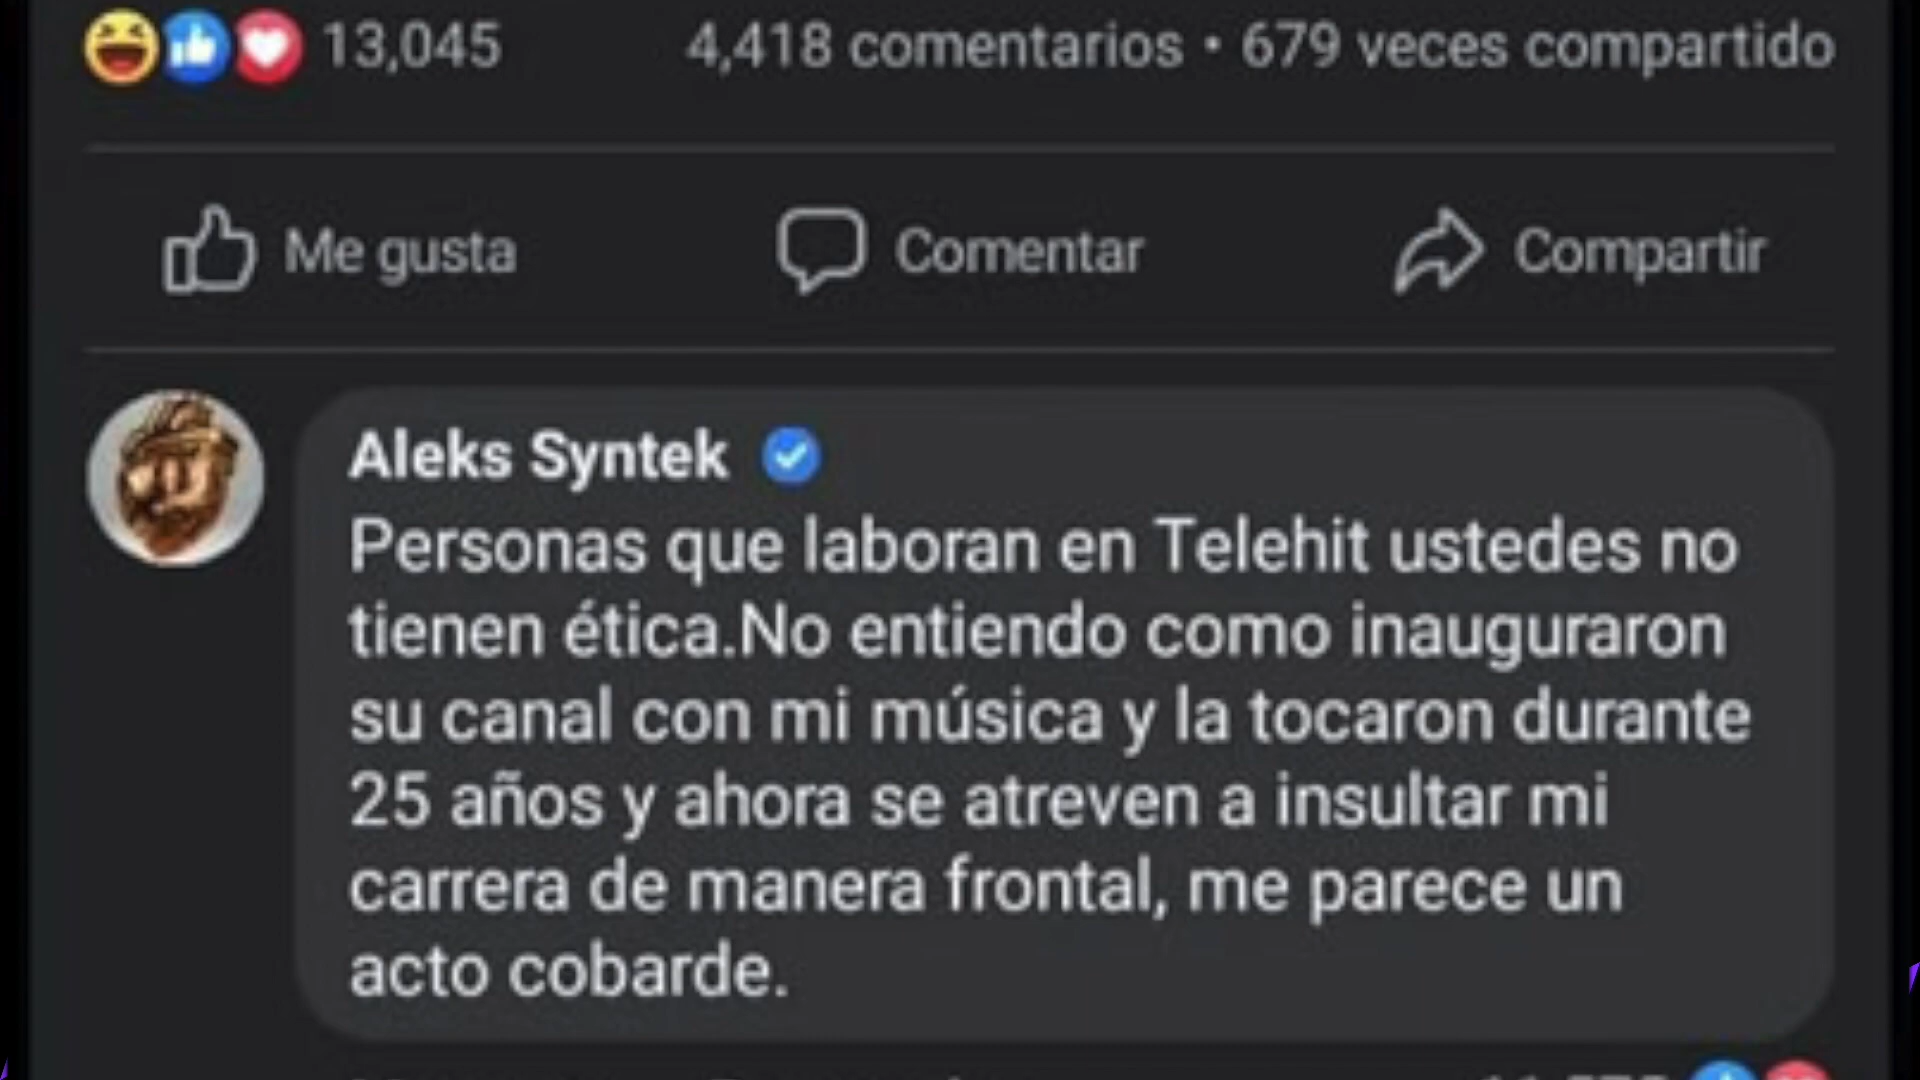 13,045 4,418 comentarios • 679 veces compartido
Me gusta Comentar Compartir
Aleks Syntek
Personas que laboran en Telehit ustedes no
tienen ética.No entiendo como inauguraron
su canal con mi música y la tocaron durante
25 años y ahora se atreven a insultar mi
carrera de manera frontal, me parece un
acto cobarde.